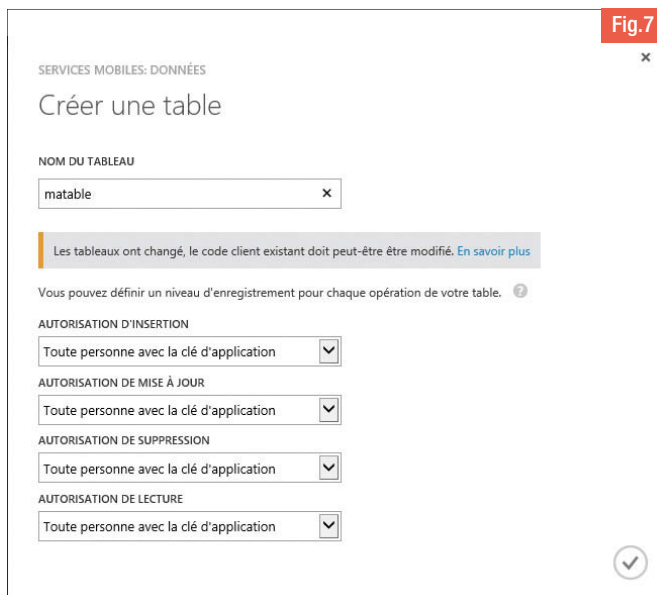 Fig.7
SERVICES MOBILES: DONNÉES
Créer une table
NOM DU TABLEAU
matable
Les tableaux ont changé, le code client existant doit peut-être être modifié. En savoir plus
Vous pouvez définir un niveau d'enregistrement pour chaque opération de votre table. ?
AUTORISATION D'INSERTION
Toute personne avec la clé d'application
AUTORISATION DE MISE À JOUR
Toute personne avec la clé d'application
AUTORISATION DE SUPPRESSION
Toute personne avec la clé d'application
AUTORISATION DE LECTURE
Toute personne avec la clé d'application